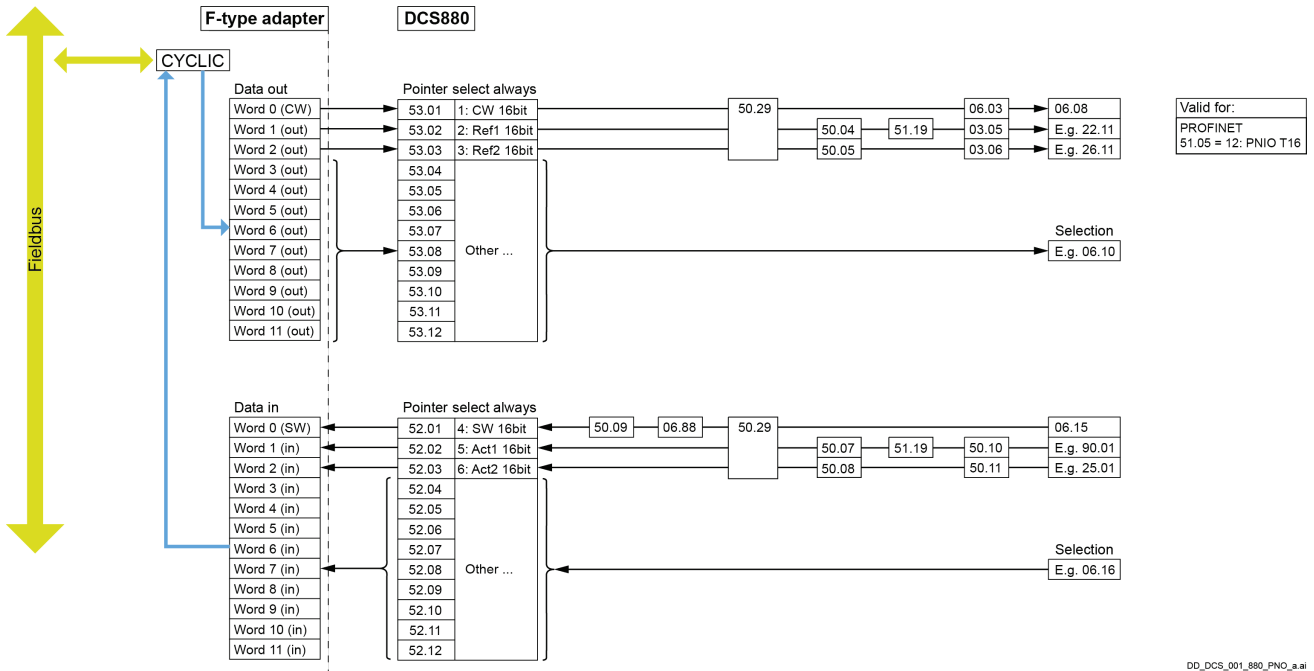 F-type adapter DCS880
CYCLIC
Fieldbus
Data out Pointer select always
Word 0 (CW) 53.01 1: CW 16bit 50.29 06.03 06.08
Word 1 (out) 53.02 2: Ref1 16bit 50.04 51.19 03.05 E.g. 22.11
Word 2 (out) 53.03 3: Ref2 16bit 50.05 03.06 E.g. 26.11
Word 3 (out) 53.04
Word 4 (out) 53.05
Word 5 (out) 53.06
Word 6 (out) 53.07 Selection
Word 7 (out) 53.08 Other ... E.g. 06.10
Word 8 (out) 53.09
Word 9 (out) 53.10
Word 10 (out) 53.11
Word 11 (out) 53.12
Valid for:
PROFINET
51.05 = 12: PNIO T16
Data in Pointer select always
Word 0 (SW) 52.01 4: SW 16bit 50.09 06.88 50.29 06.15
Word 1 (in) 52.02 5: Act1 16bit 50.07 51.19 50.10 E.g. 90.01
Word 2 (in) 52.03 6: Act2 16bit 50.08 50.11 E.g. 25.01
Word 3 (in) 52.04
Word 4 (in) 52.05
Word 5 (in) 52.06
Word 6 (in) 52.07 Selection
Word 7 (in) 52.08 Other ... E.g. 06.16
Word 8 (in) 52.09
Word 9 (in) 52.10
Word 10 (in) 52.11
Word 11 (in) 52.12
DD_DCS_001_880_PNO_a.ai